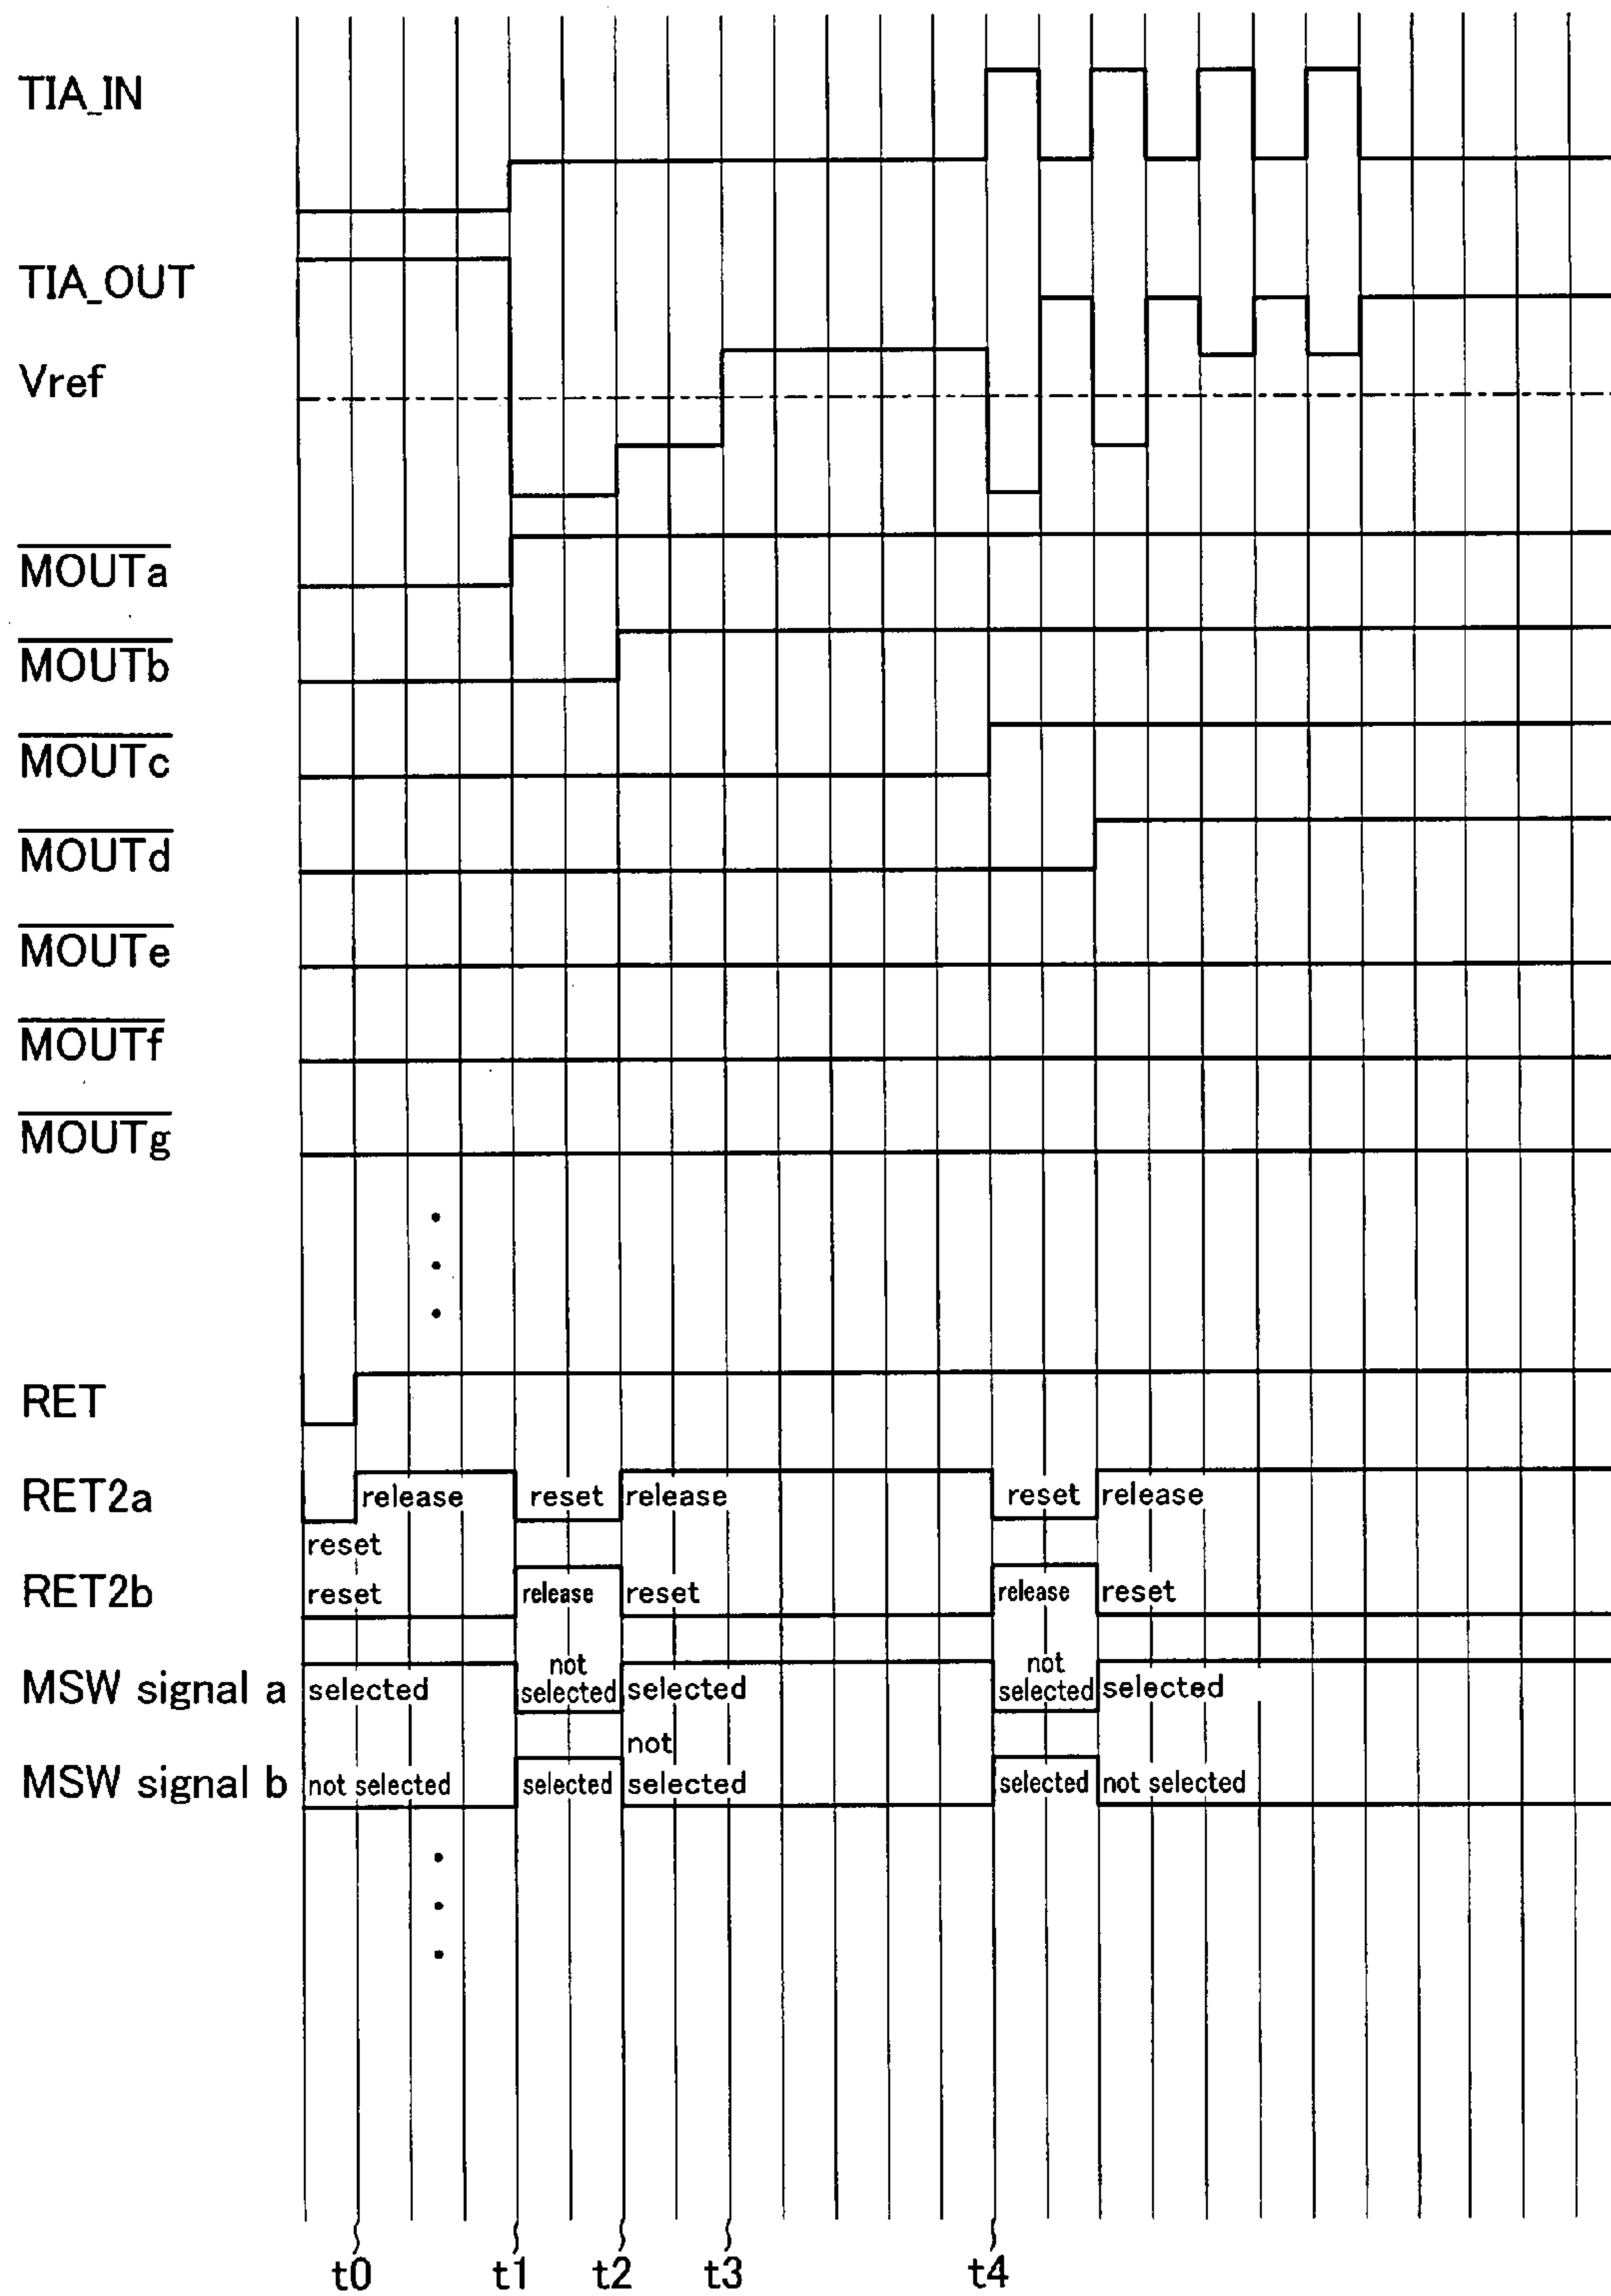 TIA_IN
TIA_OUT
Vref
MOUTa
MOUTb
MOUTc
MOUTd
MOUTe
MOUTf
MOUTg
RET
RET2a release reset release reset release
reset
RET2b reset release reset release reset
not not
MSW signal a selected selected selected selected selected
not
MSW signal b not selected selected selected selected not selected
t0 t1 t2 t3 t4